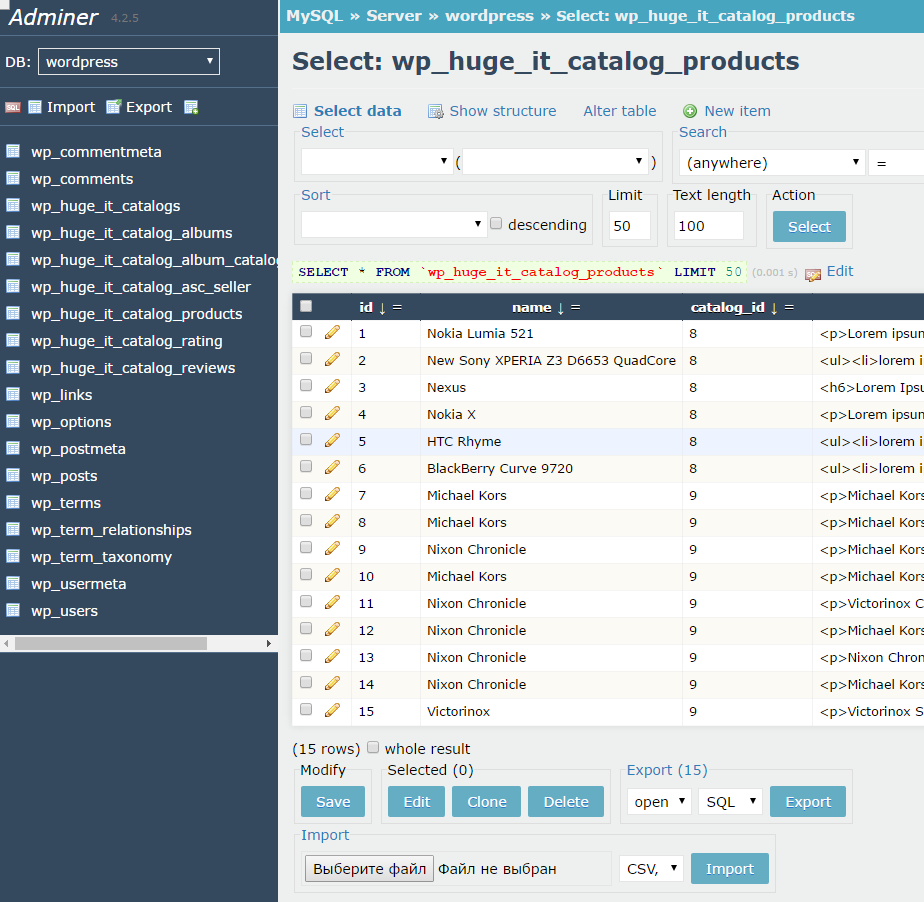 Adminer 4.2.5
DB: wordpress
SQL Import Export
wp_commentmeta
wp_comments
wp_huge_it_catalogs
wp_huge_it_catalog_albums
wp_huge_it_catalog_album_catalog
wp_huge_it_catalog_asc_seller
wp_huge_it_catalog_products
wp_huge_it_catalog_rating
wp_huge_it_catalog_reviews
wp_links
wp_options
wp_postmeta
wp_posts
wp_terms
wp_term_relationships
wp_term_taxonomy
wp_usermeta
wp_users
MySQL » Server » wordpress » Select: wp_huge_it_catalog_products
Select: wp_huge_it_catalog_products
Select data Show structure Alter table New item
Select Search
( ) (anywhere) =
Sort Limit Text length Action
descending 50 100 Select
SELECT * FROM `wp_huge_it_catalog_products` LIMIT 50 (0.001 s) Edit
id ↓ = name ↓ = catalog_id ↓ =
1 Nokia Lumia 521 8 <p>Lorem ipsum
2 New Sony XPERIA Z3 D6653 QuadCore 8 <ul><li>lorem i
3 Nexus 8 <h6>Lorem Ipsu
4 Nokia X 8 <p>Lorem ipsum
5 HTC Rhyme 8 <ul><li>lorem i
6 BlackBerry Curve 9720 8 <ul><li>lorem i
7 Michael Kors 9 <p>Michael Kors
8 Michael Kors 9 <p>Michael Kors
9 Nixon Chronicle 9 <p>Michael Kors
10 Michael Kors 9 <p>Michael Kors
11 Nixon Chronicle 9 <p>Victorinox C
12 Nixon Chronicle 9 <p>Michael Kors
13 Nixon Chronicle 9 <p>Nixon Chron
14 Nixon Chronicle 9 <p>Michael Kors
15 Victorinox 9 <p>Victorinox S
(15 rows) whole result
Modify Selected (0) Export (15)
Save Edit Clone Delete open SQL Export
Import
Выберите файл Файл не выбран CSV, Import